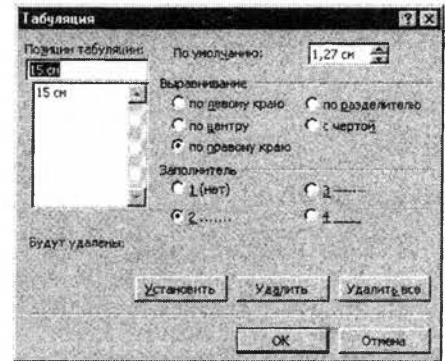 Табуляция
Позиции табуляции:
По умолчанию:
1,27 см
15 см
15 см
Выравнивание
по левому краю
по разделителю
по центру
с чертой
по правому краю
Заполнитель
1 (нет)
3 -----
2 .......
4 ____
Будут удалены:
Установить
Удалить
Удалить все
ОК
Отмена